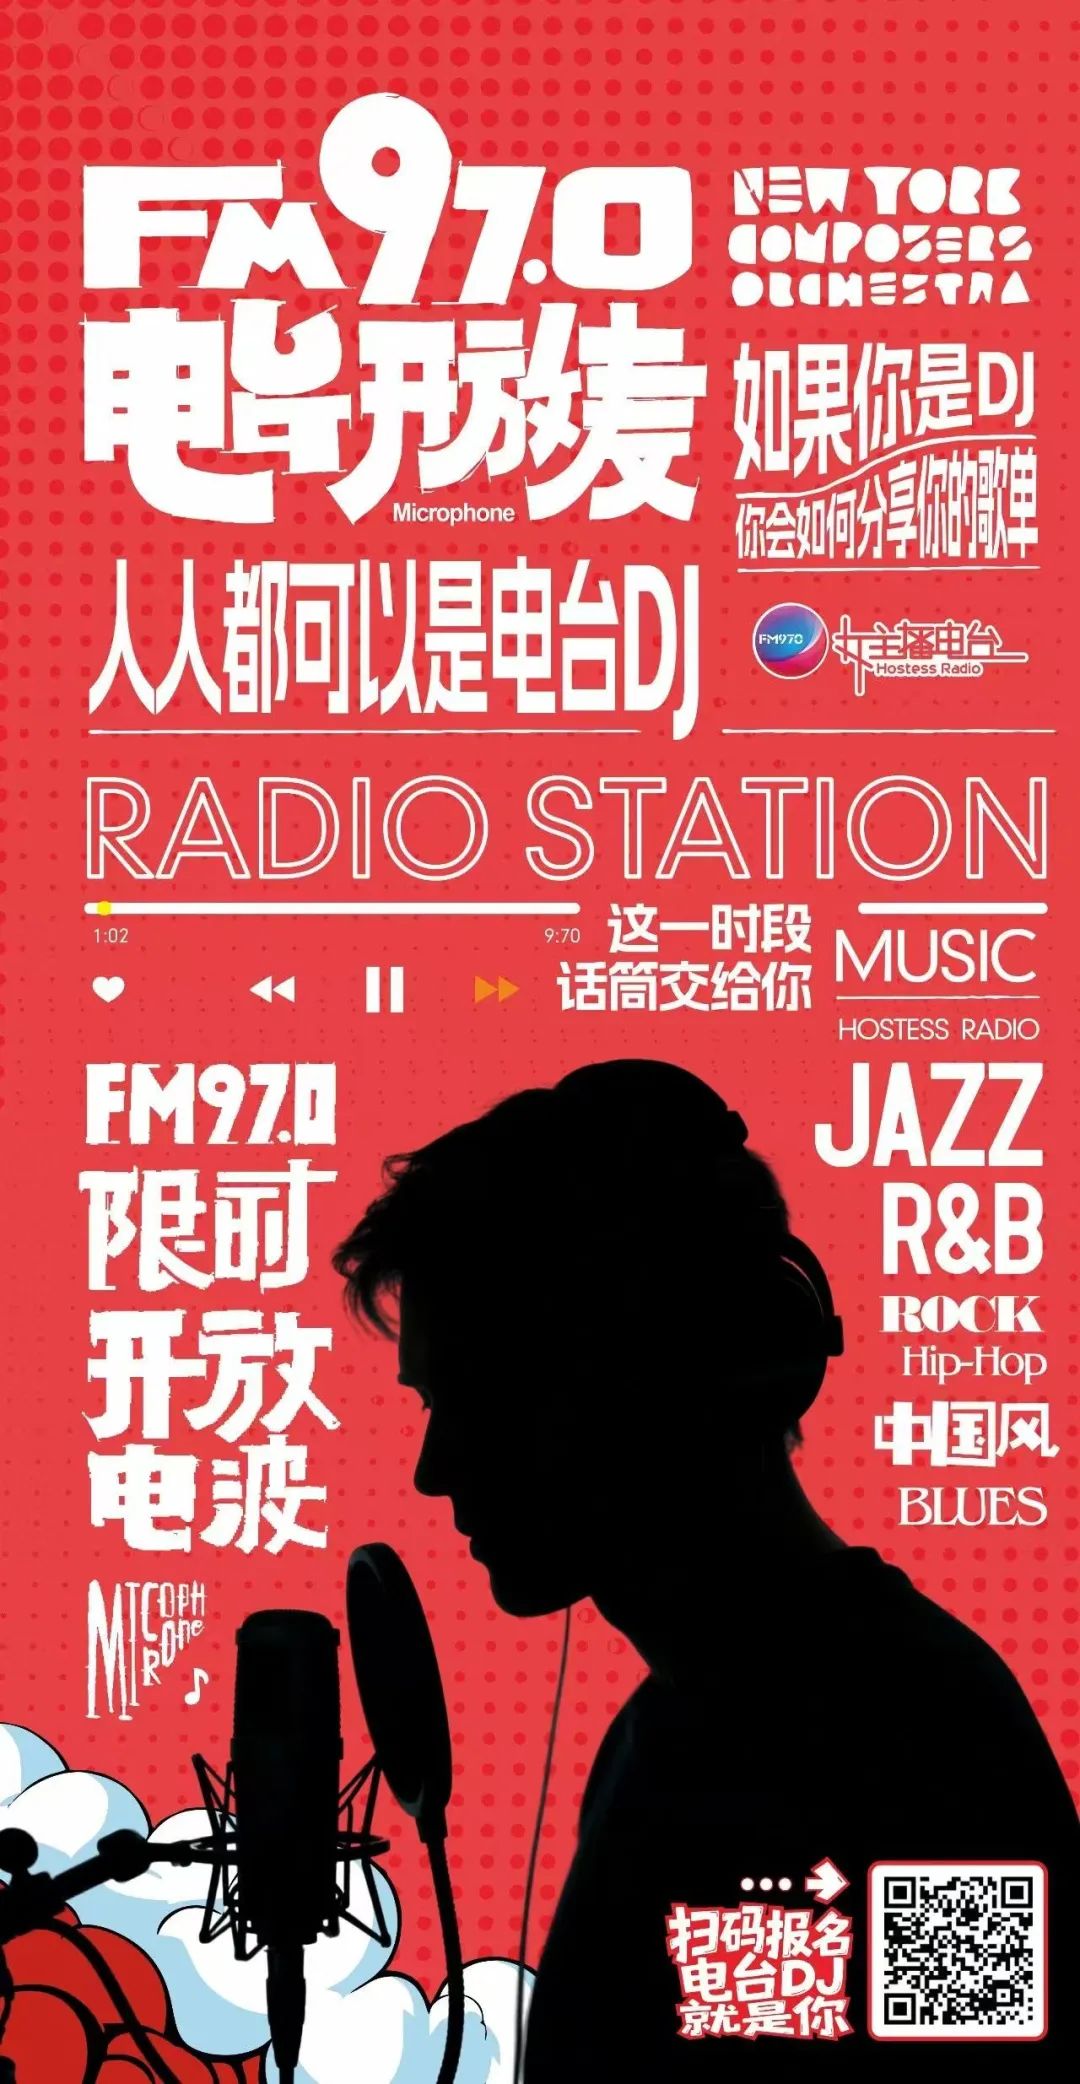 FM97.0
电台开放麦
Microphone
人人都可以是电台DJ
NEW YORK
COMPOSERS
ORCHESTRA
如果你是DJ
你会如何分享你的歌单
FM970
女主播电台
Hostess Radio
RADIO STATION
1:02
9:70
这一时段
话筒交给你
MUSIC
HOSTESS RADIO
FM97.0
限时
开放
电波
MICROPHONE
JAZZ
R&B
ROCK
Hip-Hop
中国风
BLUES
扫码报名
电台DJ
就是你